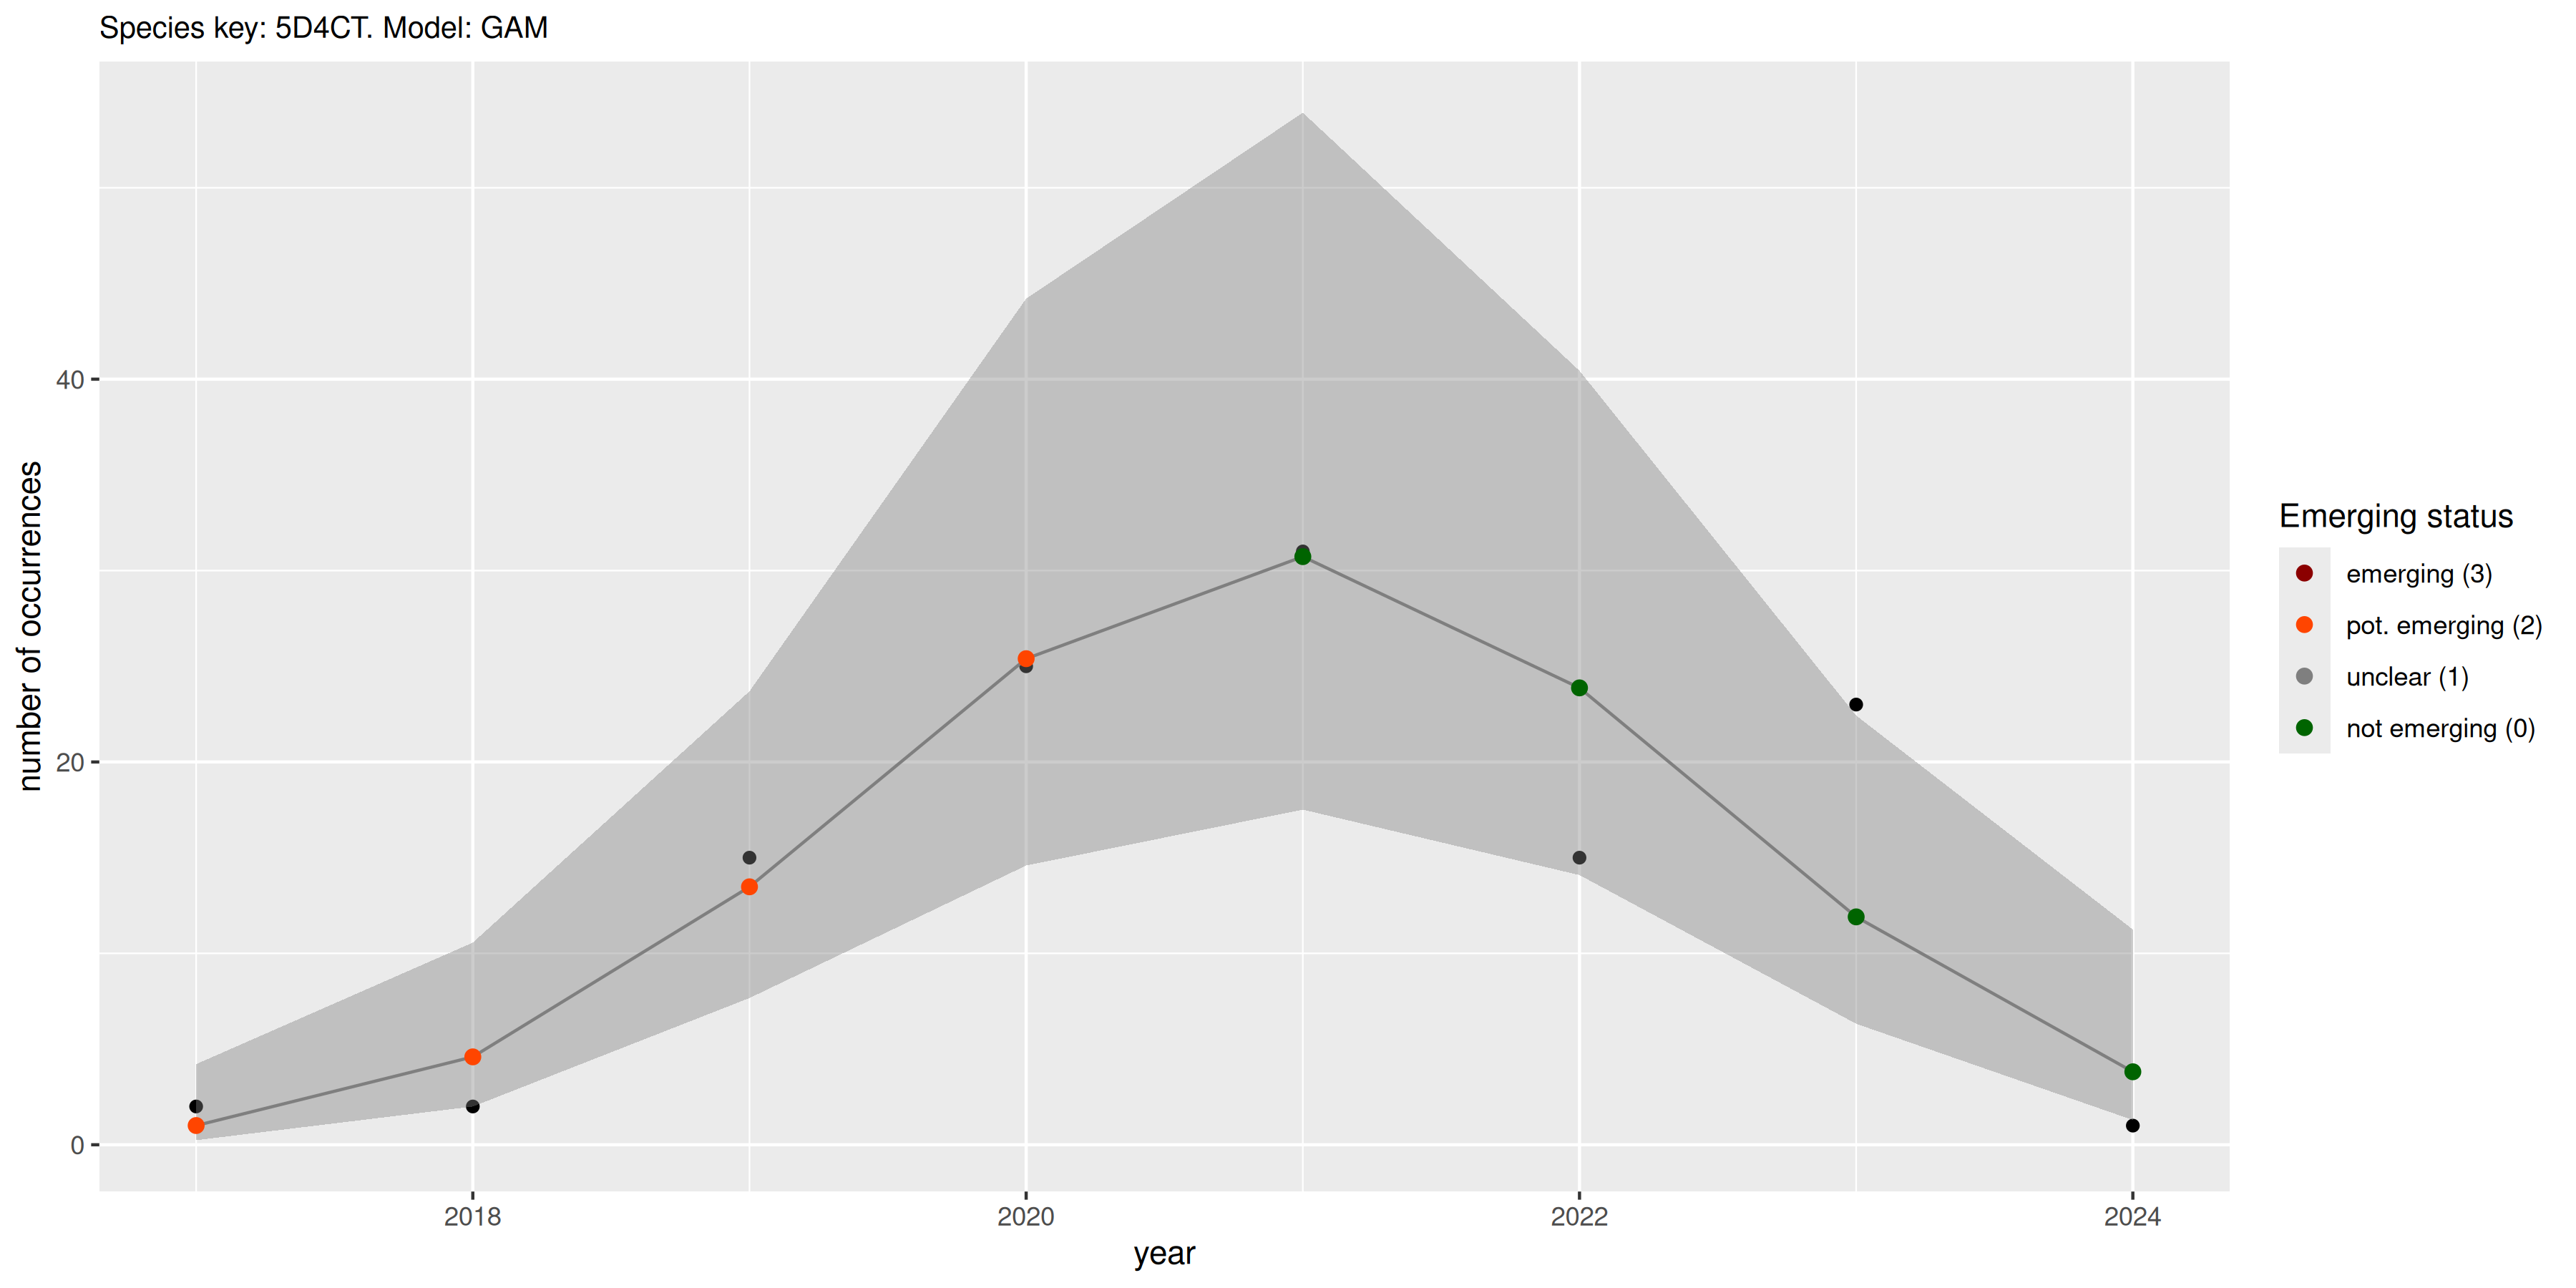 Species key: 5D4CT. Model: GAM
number of occurrences
40
20
0
2018
2020
2022
2024
year
Emerging status
emerging (3)
pot. emerging (2)
unclear (1)
not emerging (0)